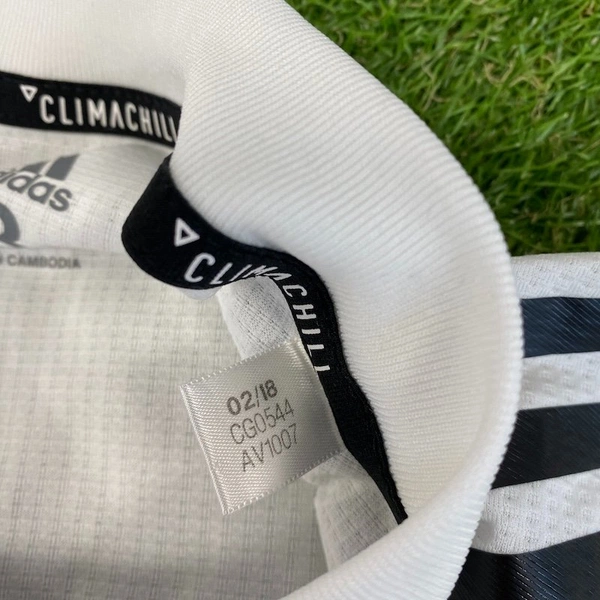 CLIMACHILL
adidas
CAMBODIA
CLIMACHILL
02/18
CG0544
AV1007